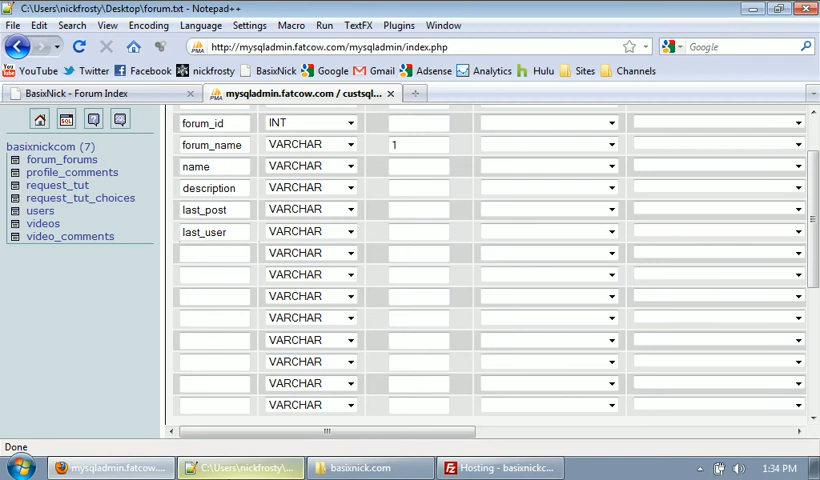 C:\Users\nickfrosty\Desktop\forum.txt - Notepad++
File Edit Search View Encoding Language Settings Macro Run TextFX Plugins Window
http://mysqladmin.fatcow.com/mysqladmin/index.php
Google
YouTube Twitter Facebook nickfrosty BasixNick Google Gmail Adsense Analytics Hulu Sites Channels
BasixNick - Forum Index
mysqladmin.fatcow.com / custsql...
basixnickcom (7)
forum_forums
profile_comments
request_tut
request_tut_choices
users
videos
video_comments
forum_id INT
forum_name VARCHAR 1
name VARCHAR
description VARCHAR
last_post VARCHAR
last_user VARCHAR
VARCHAR
VARCHAR
VARCHAR
VARCHAR
VARCHAR
VARCHAR
VARCHAR
VARCHAR
Done
mysqladmin.fatcow.... C:\Users\nickfrosty\... basixnick.com Hosting - basixnickc... 1:34 PM